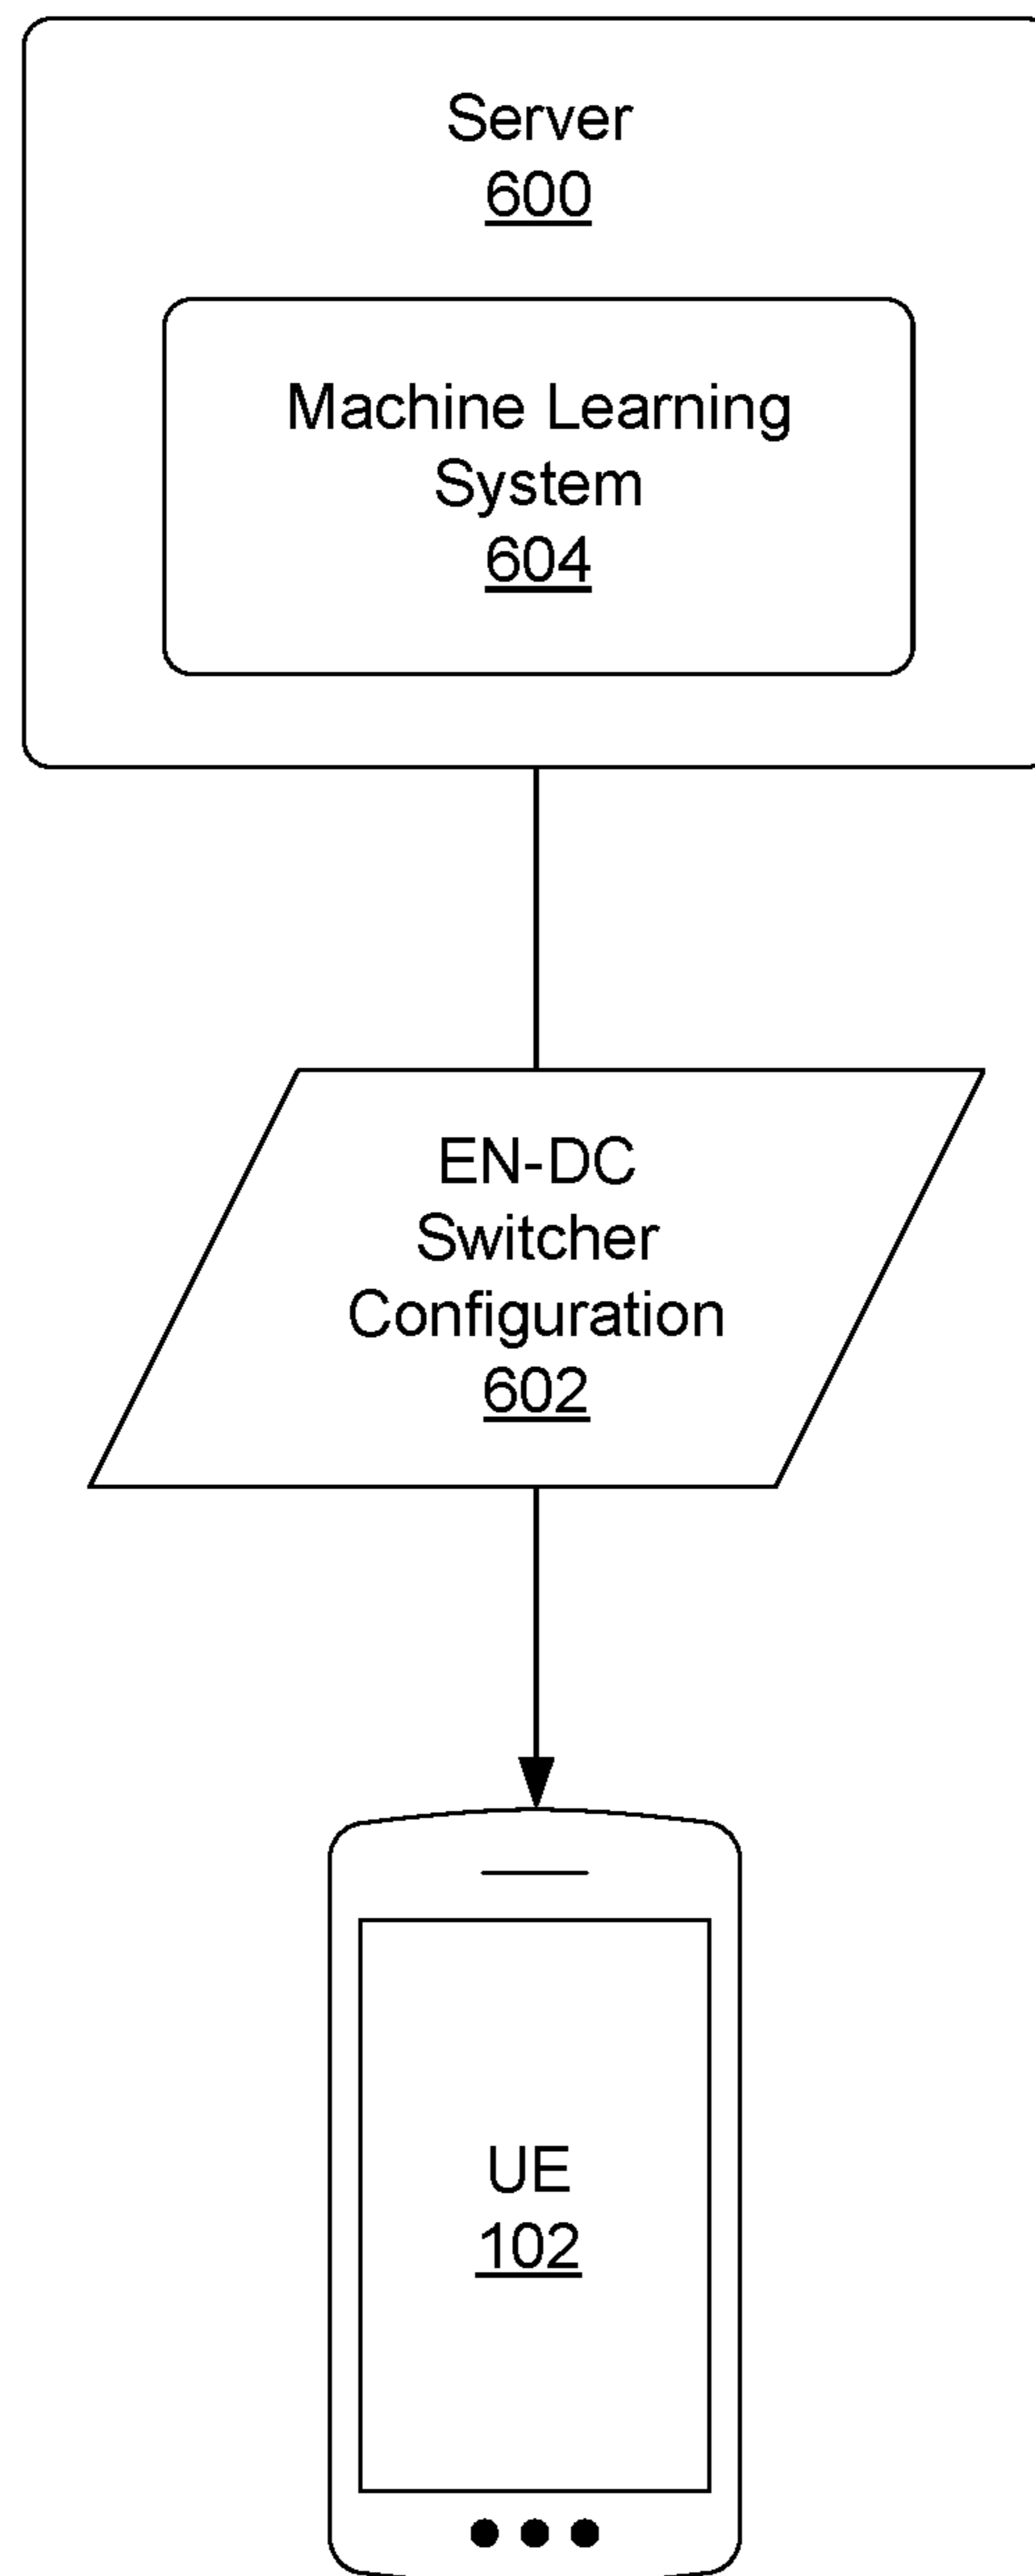 Server
600
Machine Learning
System
604
EN-DC
Switcher
Configuration
602
UE
102